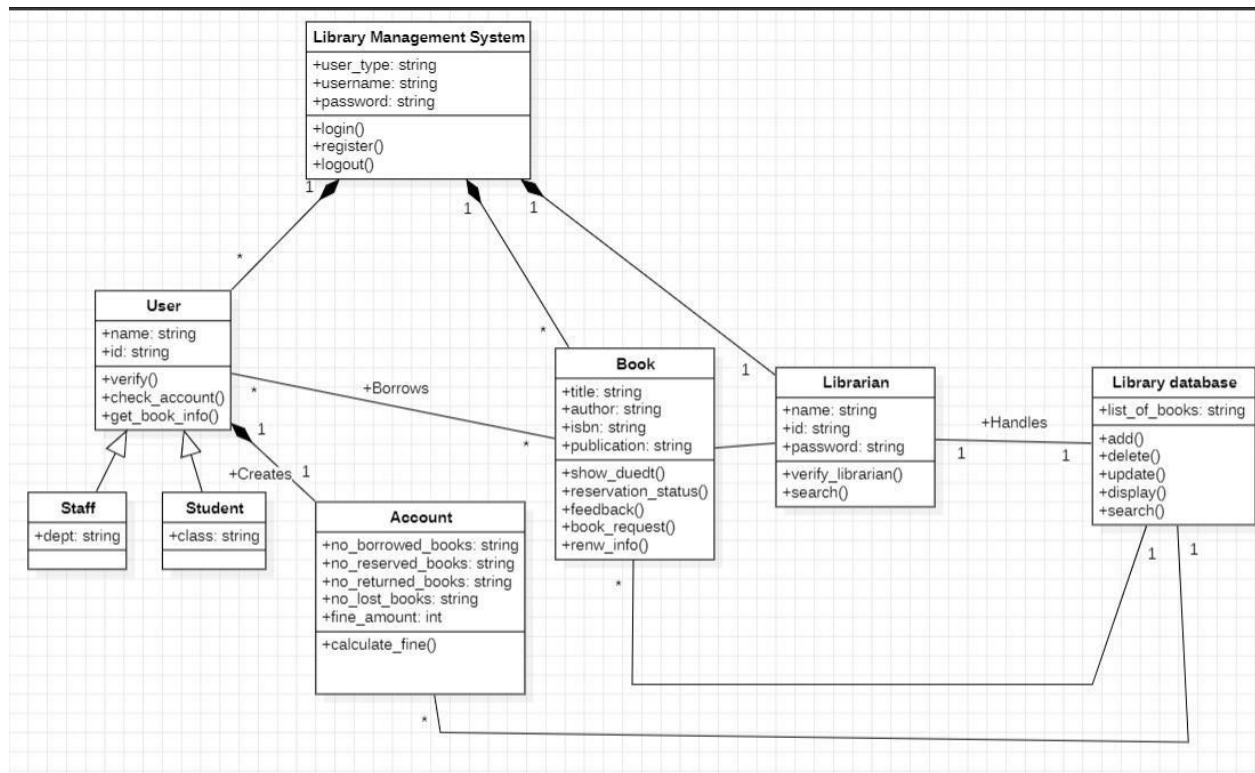 Library Management System
+user_type: string
+username: string
+password: string
+login()
+register()
+logout()
1
1
1
*
*
1
User
+name: string
+id: string
+verify()
+check_account()
+get_book_info()
*
+Borrows
*
Book
+title: string
+author: string
+isbn: string
+publication: string
+show_duedt()
+reservation_status()
+feedback()
+book_request()
+renw_info()
*
Librarian
+name: string
+id: string
+password: string
+verify_librarian()
+search()
+Handles
1
1
Library database
+list_of_books: string
+add()
+delete()
+update()
+display()
+search()
1
1
1
+Creates
1
Staff
+dept: string
Student
+class: string
Account
+no_borrowed_books: string
+no_reserved_books: string
+no_returned_books: string
+no_lost_books: string
+fine_amount: int
+calculate_fine()
*